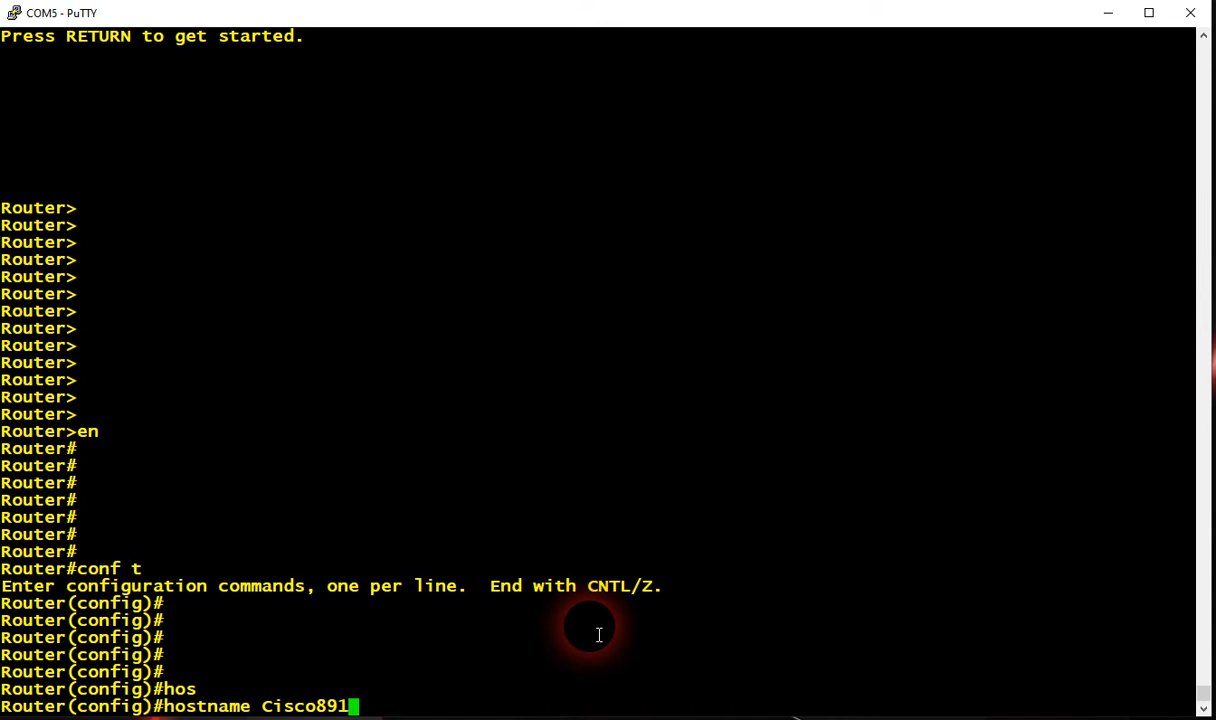 COM5 - PuTTY
Press RETURN to get started.
Router>
Router>
Router>
Router>
Router>
Router>
Router>
Router>
Router>
Router>
Router>
Router>
Router>
Router>en
Router#
Router#
Router#
Router#
Router#
Router#
Router#
Router#conf t
Enter configuration commands, one per line.  End with CNTL/Z.
Router(config)#
Router(config)#
Router(config)#
Router(config)#
Router(config)#
Router(config)#hos
Router(config)#hostname Cisco891